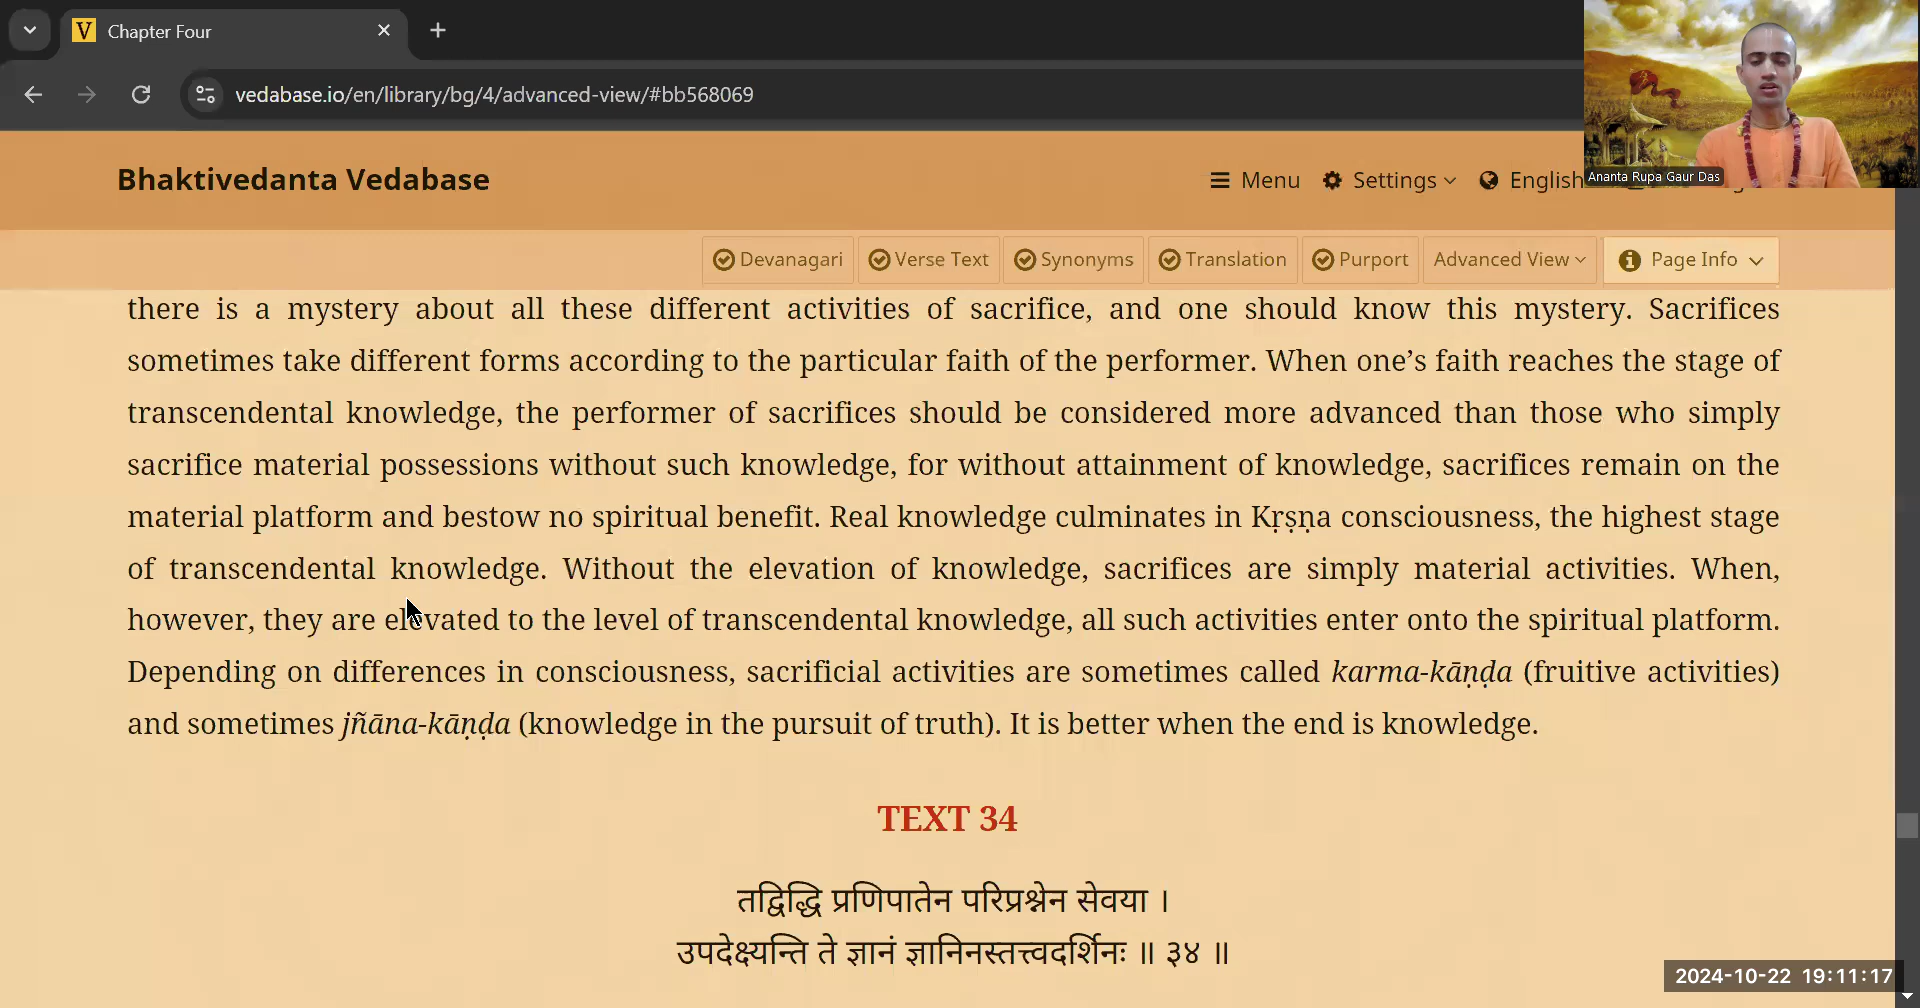 V Chapter Four
vedabase.io/en/library/bg/4/advanced-view/#bb568069
Bhaktivedanta Vedabase
Menu Settings English
Ananta Rupa Gaur Das
Devanagari Verse Text Synonyms Translation Purport Advanced View Page Info
there is a mystery about all these different activities of sacrifice, and one should know this mystery. Sacrifices
sometimes take different forms according to the particular faith of the performer. When one’s faith reaches the stage of
transcendental knowledge, the performer of sacrifices should be considered more advanced than those who simply
sacrifice material possessions without such knowledge, for without attainment of knowledge, sacrifices remain on the
material platform and bestow no spiritual benefit. Real knowledge culminates in Kṛṣṇa consciousness, the highest stage
of transcendental knowledge. Without the elevation of knowledge, sacrifices are simply material activities. When,
however, they are elevated to the level of transcendental knowledge, all such activities enter onto the spiritual platform.
Depending on differences in consciousness, sacrificial activities are sometimes called karma-kāṇḍa (fruitive activities)
and sometimes jñāna-kāṇḍa (knowledge in the pursuit of truth). It is better when the end is knowledge.
TEXT 34
तद्विद्धि प्रणिपातेन परिप्रश्नेन सेवया ।
उपदेक्ष्यन्ति ते ज्ञानं ज्ञानिनस्तत्त्वदर्शिनः ॥ ३४ ॥
2024-10-22 19:11:17